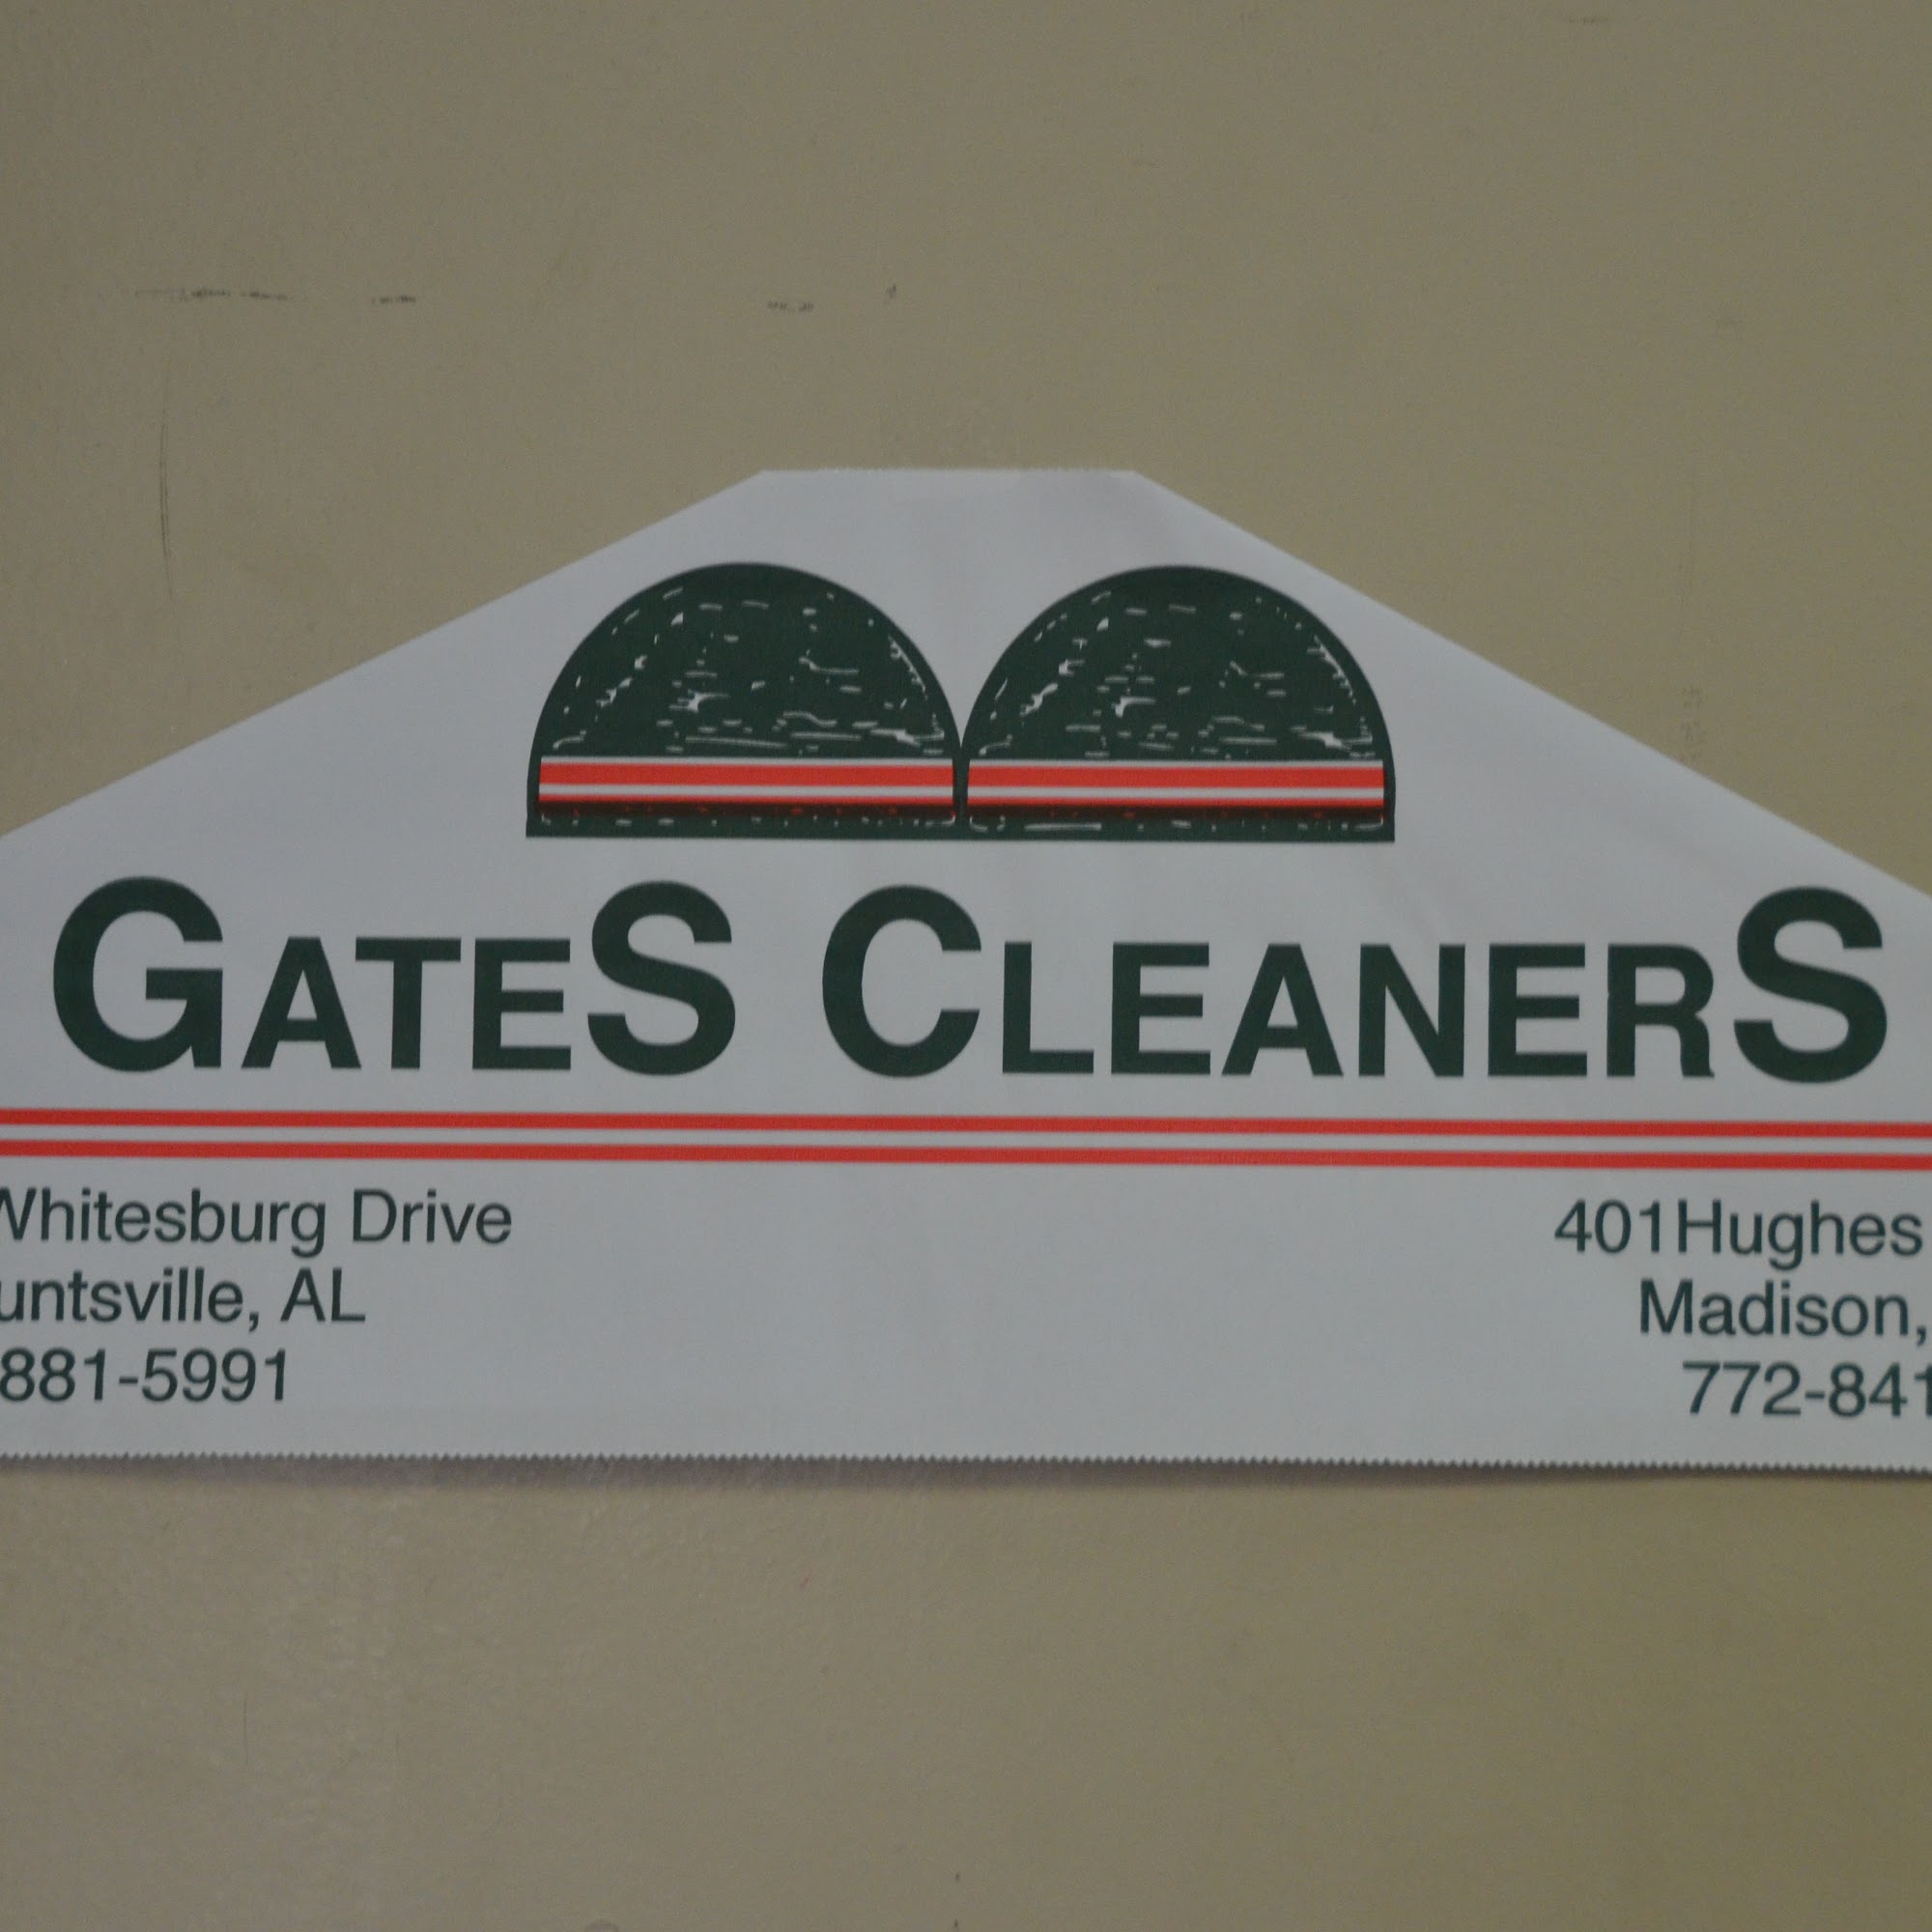 GATES CLEANERS
Whitesburg Drive
401Hughes
untsville, AL
Madison,
881-5991
772-841